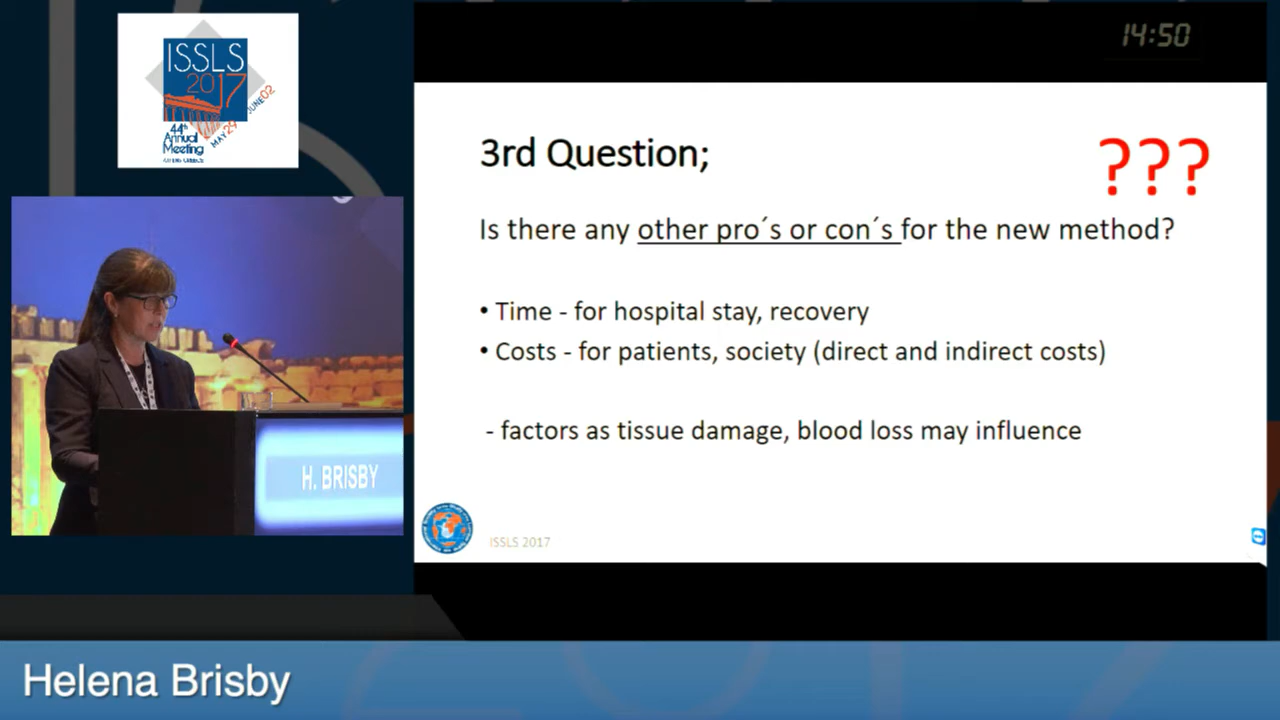 ISSLS
2017
44th
Annual
Meeting
JUNE 02
14:50
3rd Question;
???
Is there any other pro´s or con´s for the new method?
• Time - for hospital stay, recovery
• Costs - for patients, society (direct and indirect costs)
- factors as tissue damage, blood loss may influence
ISSLS 2017
H. BRISBY
Helena Brisby